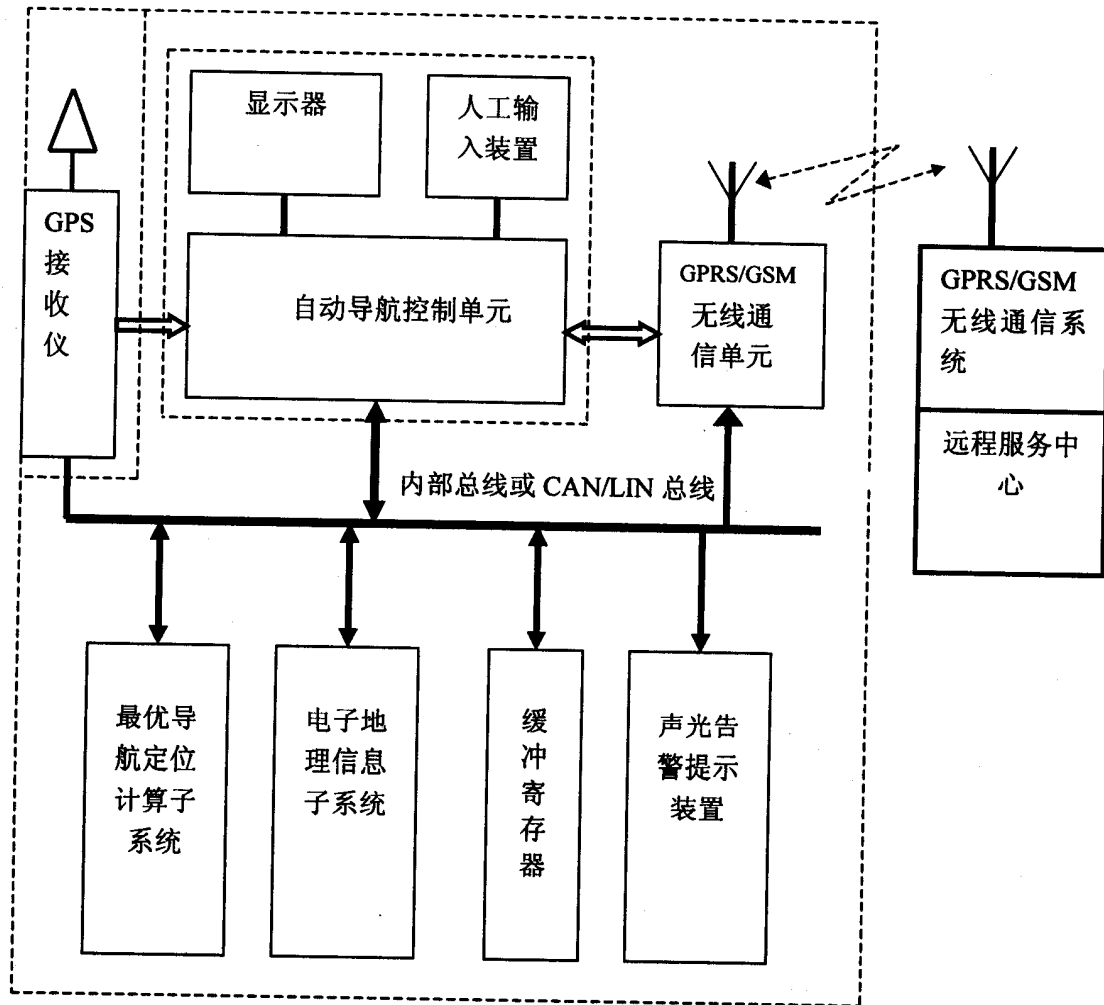 显示器
人工输
入装置
GPS
接
收
仪
自动导航控制单元
GPRS/GSM
无线通
信单元
GPRS/GSM
无线通信系
统
远程服务中
心
内部总线或 CAN/LIN 总线
最优导
航定位
计算子
系统
电子地
理信息
子系统
缓
冲
寄
存
器
声光告
警提示
装置